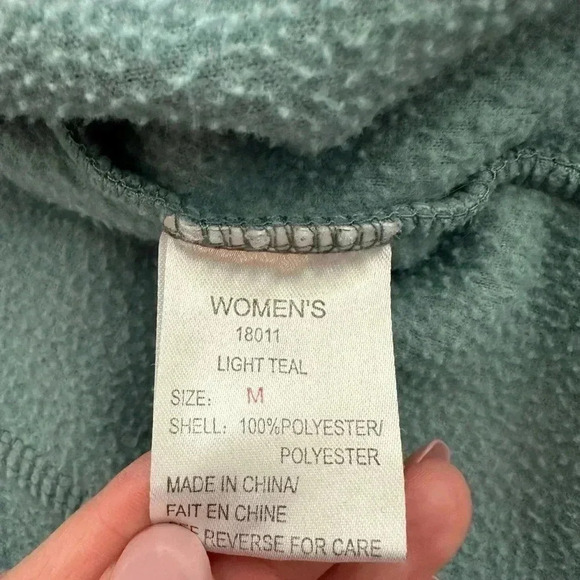 WOMEN'S
18011
LIGHT TEAL
SIZE: M
SHELL: 100%POLYESTER/
POLYESTER
MADE IN CHINA/
FAIT EN CHINE
REVERSE FOR CARE